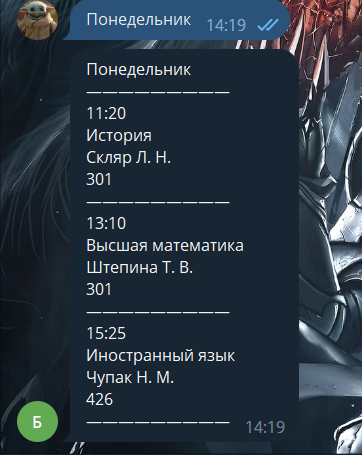 Понедельник
14:19
Понедельник
—————————
11:20
История
Скляр Л. Н.
301
—————————
13:10
Высшая математика
Штепина Т. В.
301
—————————
15:25
Иностранный язык
Чупак Н. М.
426
—————————
14:19
Б